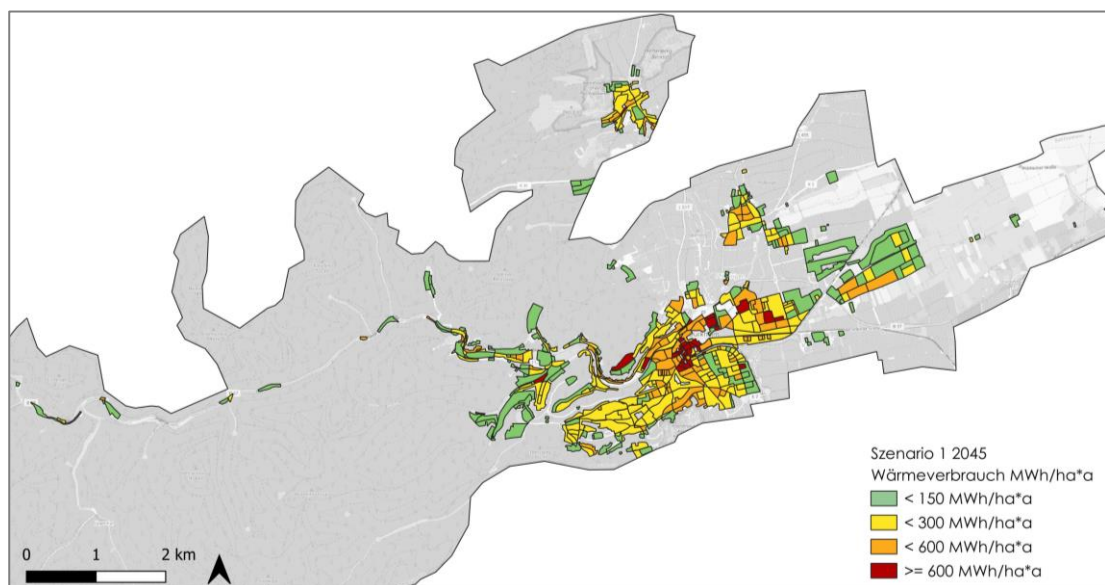 Szenario 1 2045
Wärmeverbrauch MWh/ha*a
< 150 MWh/ha*a
< 300 MWh/ha*a
< 600 MWh/ha*a
>= 600 MWh/ha*a
0 1 2 km